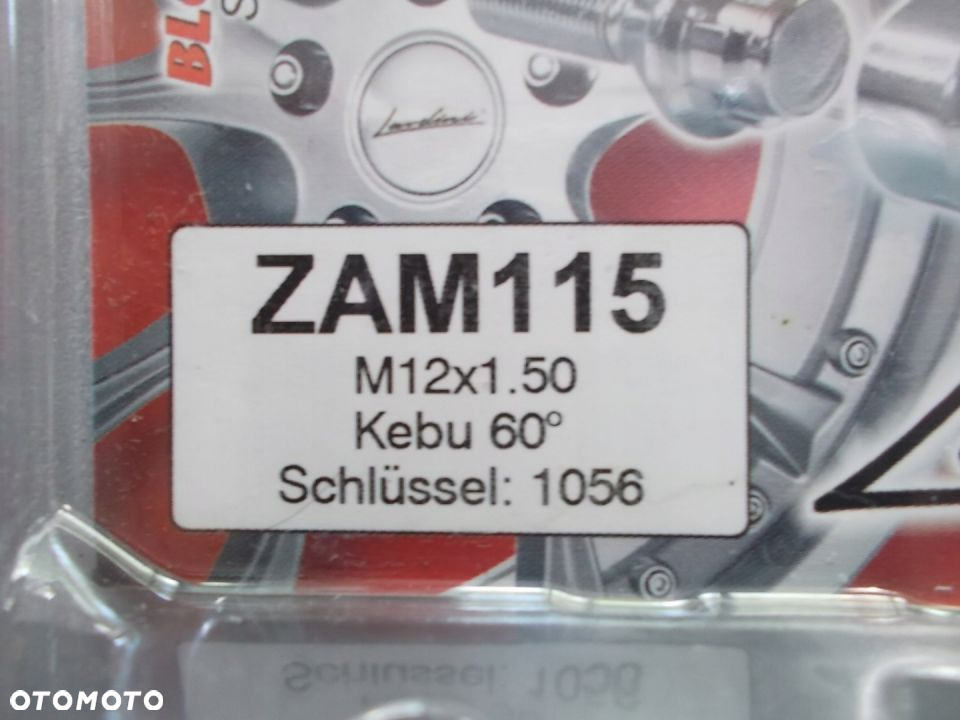 ZAM115
M12x1.50
Kebu 60°
Schlüssel: 1056
OTOMOTO